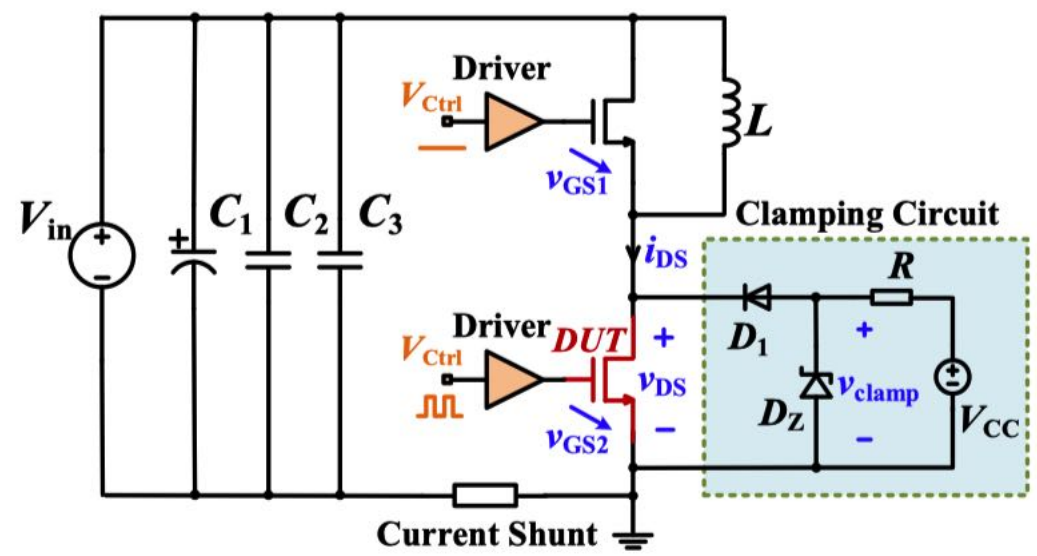 Driver
VCtrl
vGS1
L
Vin
+
−
+
C1
C2
C3
iDS
Clamping Circuit
R
D1
+
vclamp
−
DZ
+
−
VCC
Driver
DUT
VCtrl
+
vDS
−
vGS2
Current Shunt